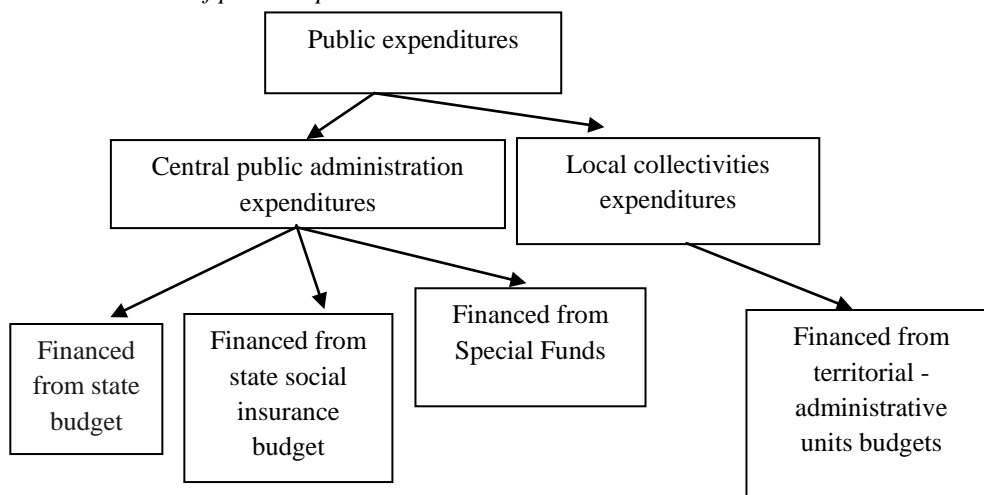 Public expenditures
Central public administration
expenditures
Local collectivities
expenditures
Financed
from state
budget
Financed from
state social
insurance
budget
Financed from
Special Funds
Financed from
territorial -
administrative
units budgets